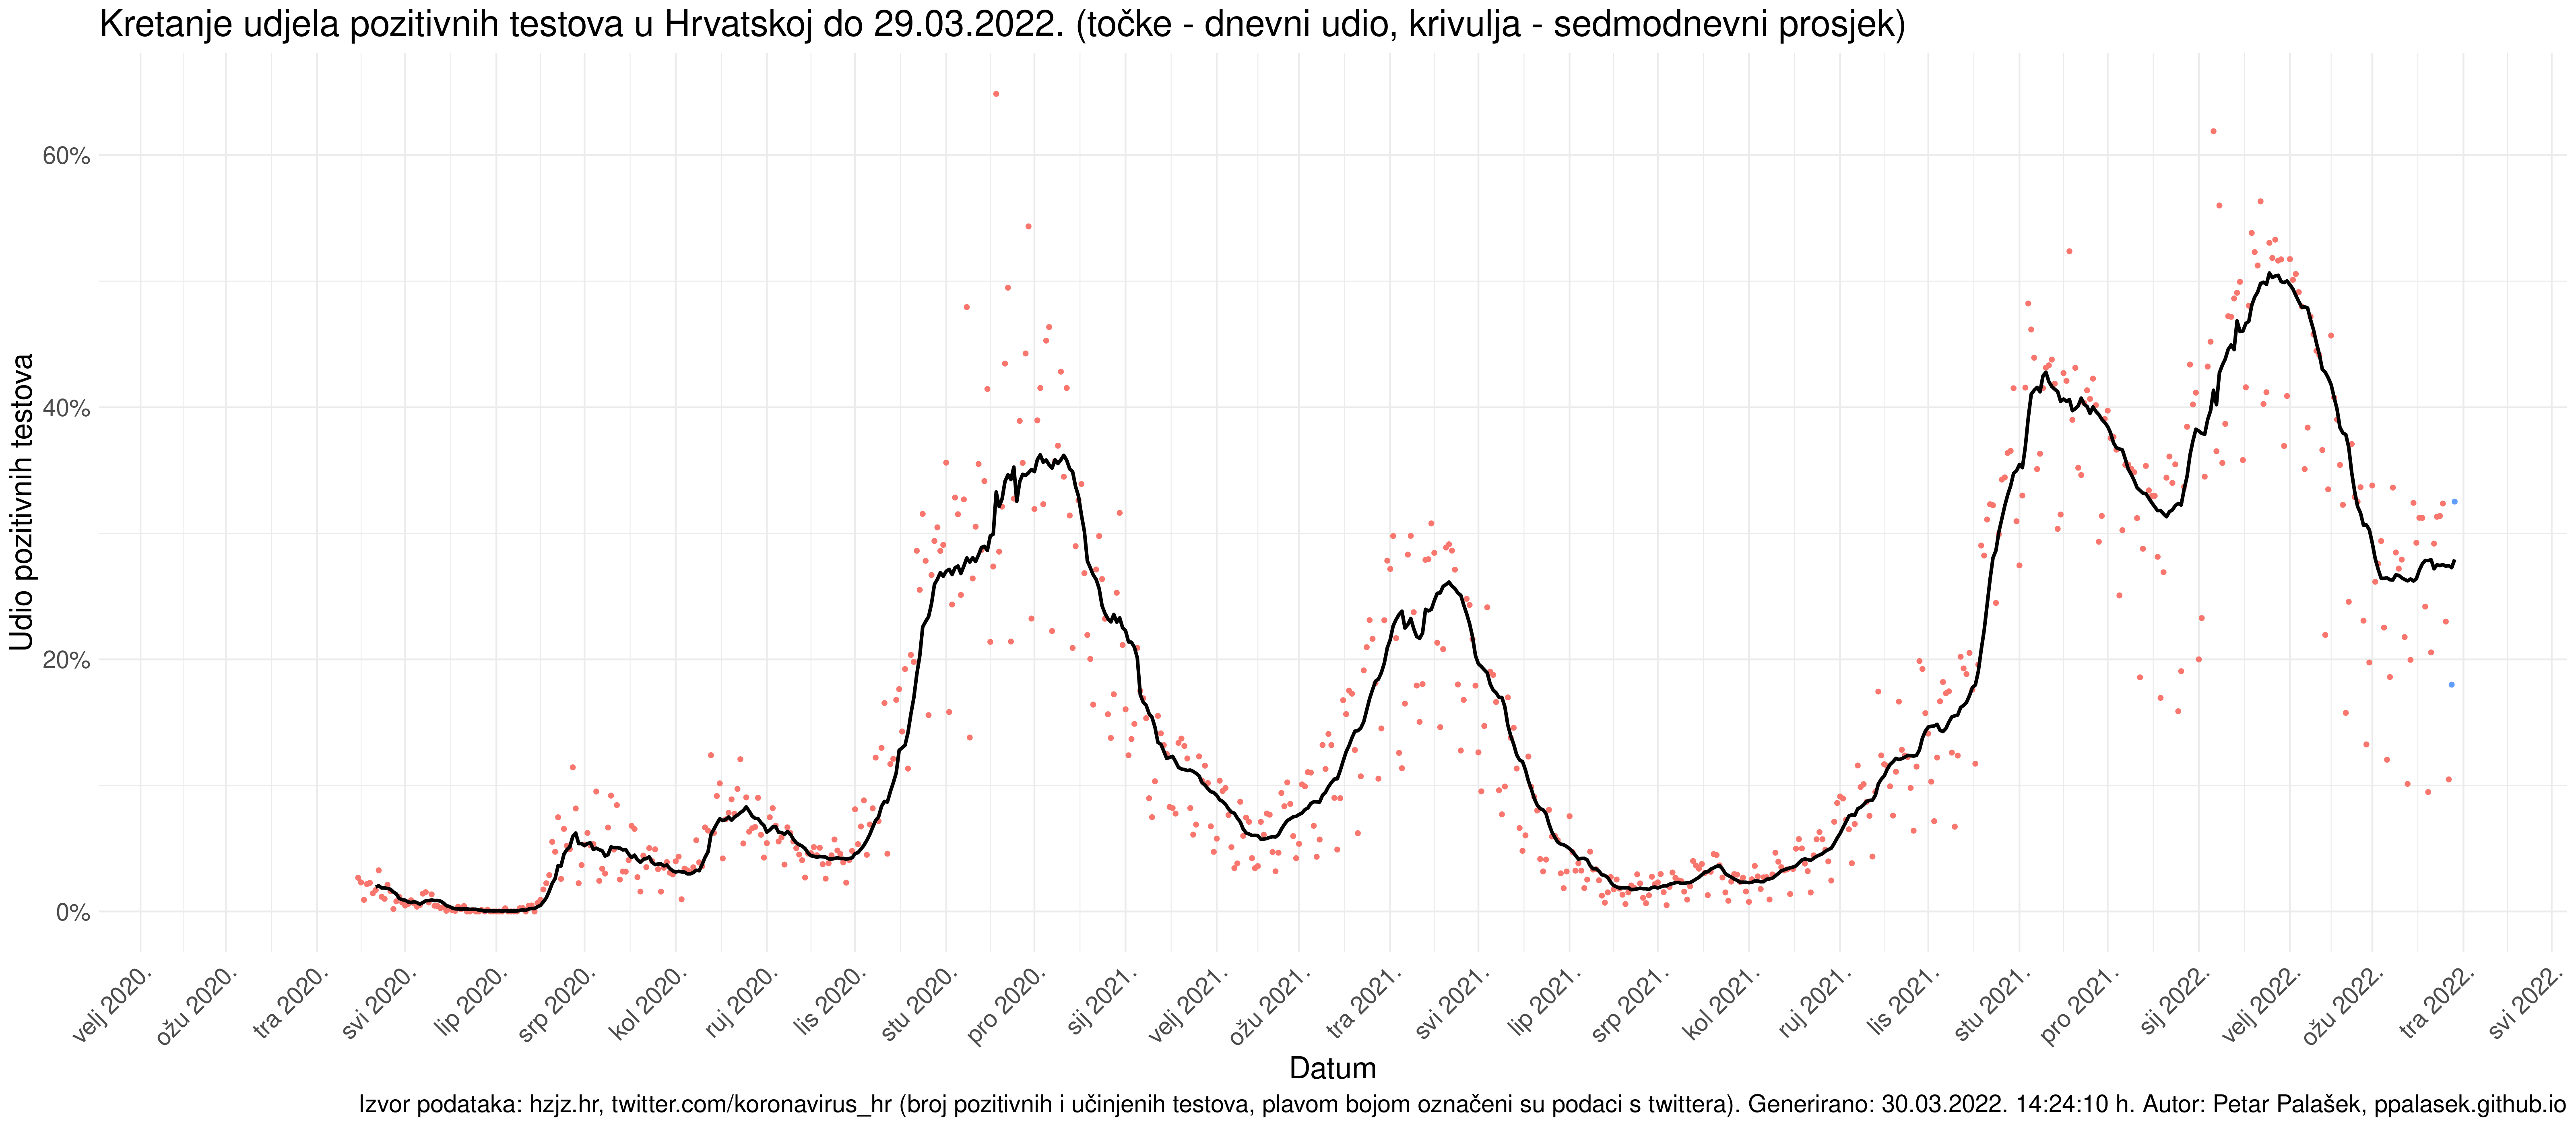 Kretanje udjela pozitivnih testova u Hrvatskoj do 29.03.2022. (točke - dnevni udio, krivulja - sedmodnevni prosjek)
Udio pozitivnih testova
60%
40%
20%
0%
velj 2020.
ožu 2020.
tra 2020.
svi 2020.
lip 2020.
srp 2020.
kol 2020.
ruj 2020.
lis 2020.
stu 2020.
pro 2020.
sij 2021.
velj 2021.
ožu 2021.
tra 2021.
svi 2021.
lip 2021.
srp 2021.
kol 2021.
ruj 2021.
lis 2021.
stu 2021.
pro 2021.
sij 2022.
velj 2022.
ožu 2022.
tra 2022.
svi 2022.
Datum
Izvor podataka: hzjz.hr, twitter.com/koronavirus_hr (broj pozitivnih i učinjenih testova, plavom bojom označeni su podaci s twittera). Generirano: 30.03.2022. 14:24:10 h. Autor: Petar Palašek, ppalasek.github.io